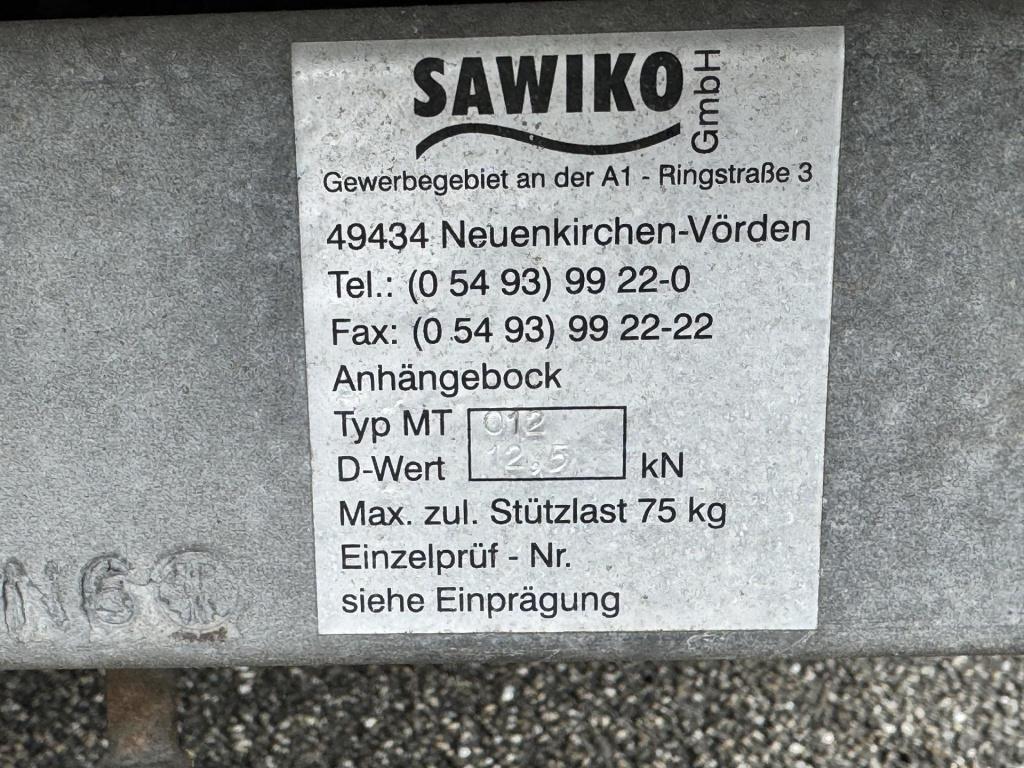 SAWIKO GmbH
Gewerbegebiet an der A1 - Ringstraße 3
49434 Neuenkirchen-Vörden
Tel.: (0 54 93) 99 22-0
Fax: (0 54 93) 99 22-22
Anhängebock
Typ MT 012
D-Wert 12,5 kN
Max. zul. Stützlast 75 kg
Einzelprüf - Nr.
siehe Einprägung